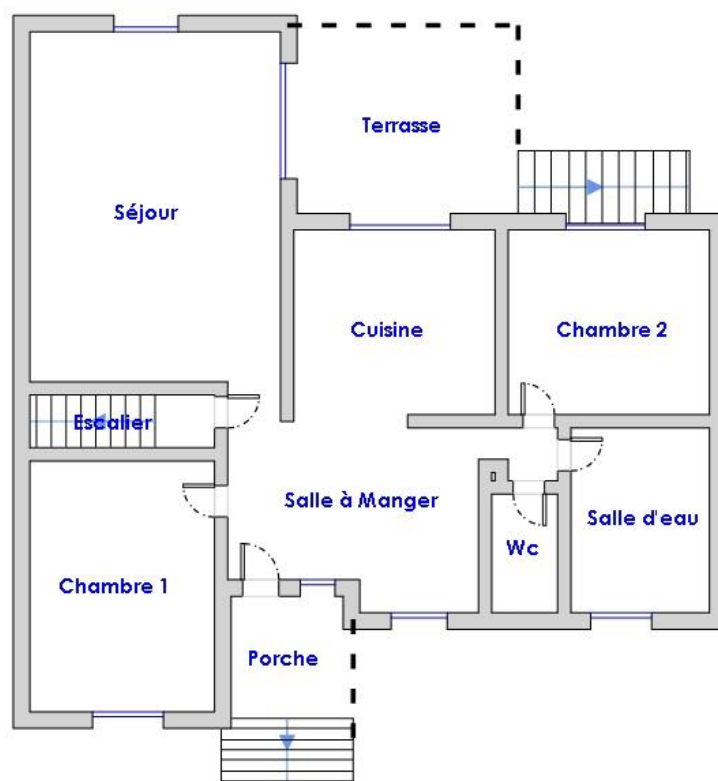 Terrasse
Séjour
Cuisine
Chambre 2
Escalier
Salle à Manger
Salle d'eau
Wc
Chambre 1
Porche